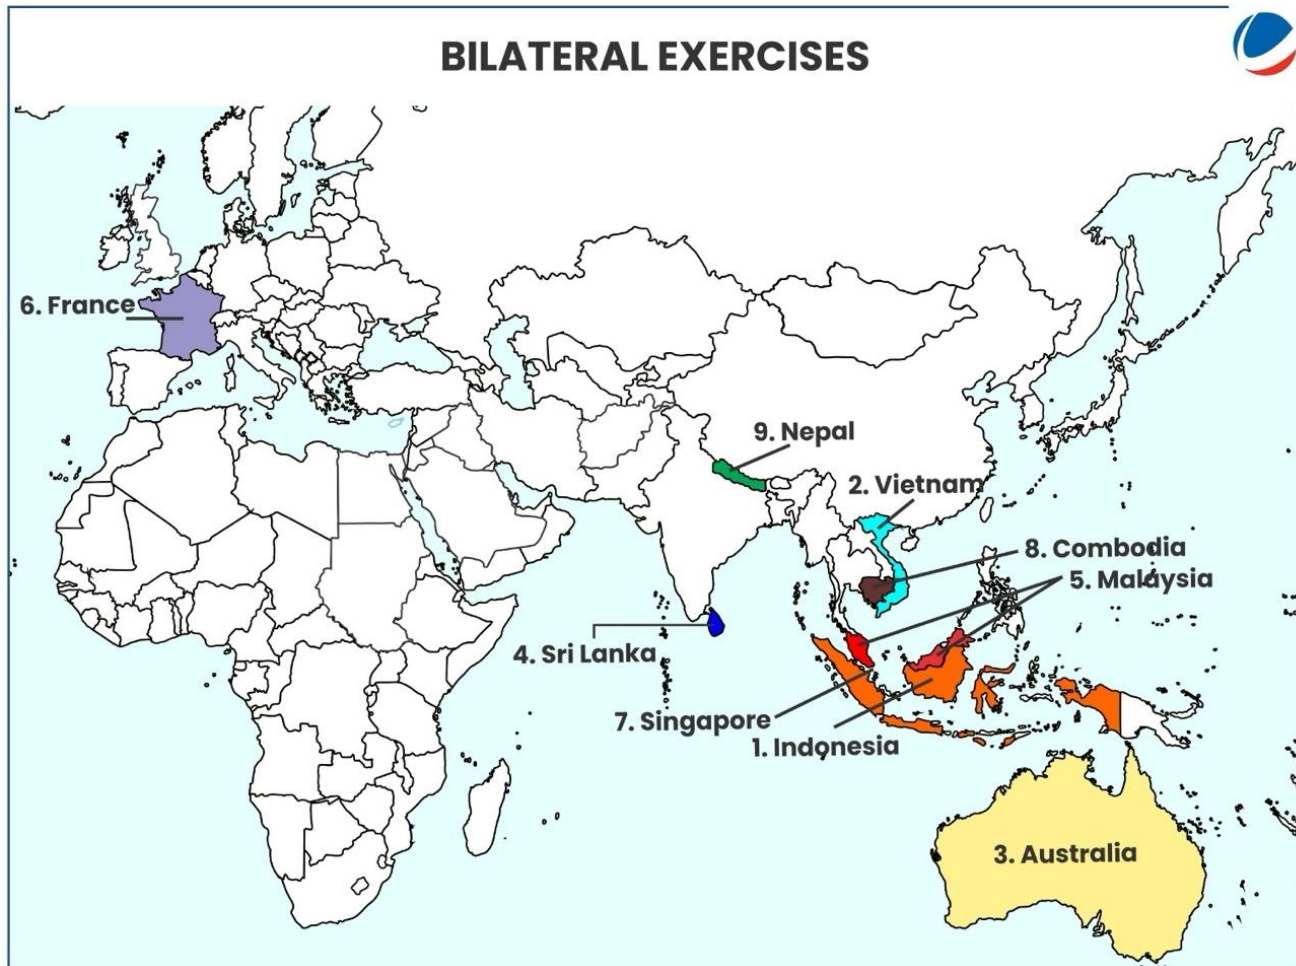 BILATERAL EXERCISES
6. France
9. Nepal
2. Vietnam
8. Combodia
5. Malaysia
4. Sri Lanka
7. Singapore
1. Indonesia
3. Australia